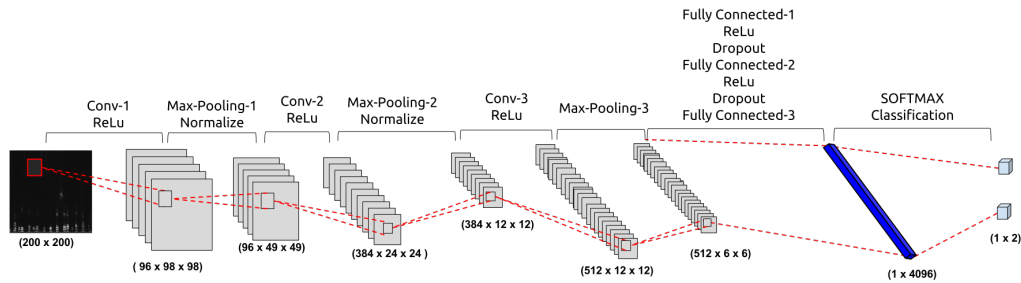 Fully Connected-1
ReLu
Dropout
Fully Connected-2
ReLu
Dropout
Fully Connected-3
Conv-1
ReLu
Max-Pooling-1
Normalize
Conv-2
ReLu
Max-Pooling-2
Normalize
Conv-3
ReLu
Max-Pooling-3
SOFTMAX
Classification
(200 x 200)
( 96 x 98 x 98)
(96 x 49 x 49)
(384 x 24 x 24 )
(384 x 12 x 12)
(512 x 12 x 12)
(512 x 6 x 6)
(1 x 4096)
(1 x 2)